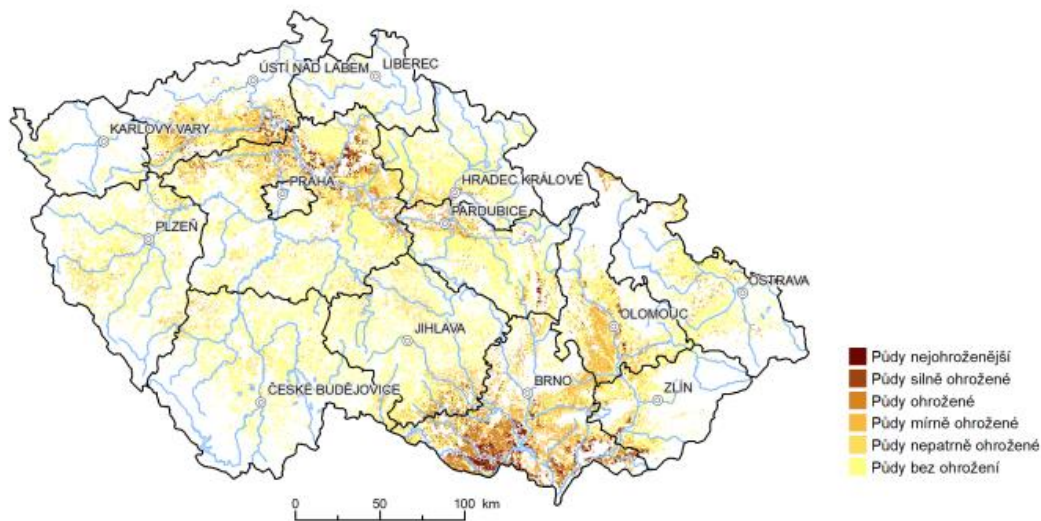 ÚSTÍ NAD LABEM
LIBEREC
KARLOVY VARY
PRAHA
HRADEC KRÁLOVÉ
PARDUBICE
PLZEŇ
OSTRAVA
OLOMOUC
JIHLAVA
BRNO
ZLÍN
ČESKÉ BUDĚJOVICE
Půdy nejohroženější
Půdy silně ohrožené
Půdy ohrožené
Půdy mírně ohrožené
Půdy nepatrně ohrožené
Půdy bez ohrožení
0 50 100 km